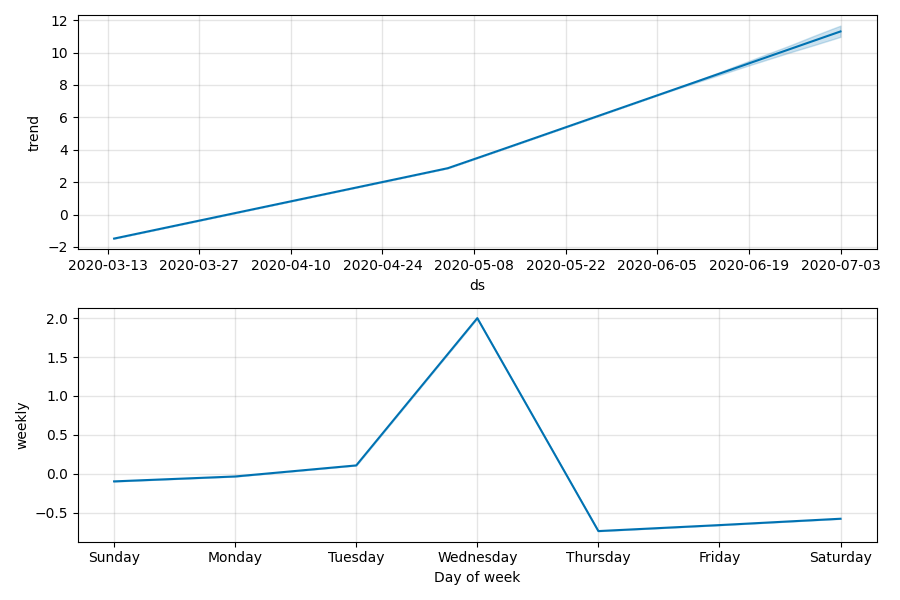 12
10
8
6
4
2
0
−2
trend
2020-03-13 2020-03-27 2020-04-10 2020-04-24 2020-05-08 2020-05-22 2020-06-05 2020-06-19 2020-07-03
ds
2.0
1.5
1.0
0.5
0.0
−0.5
weekly
Sunday Monday Tuesday Wednesday Thursday Friday Saturday
Day of week